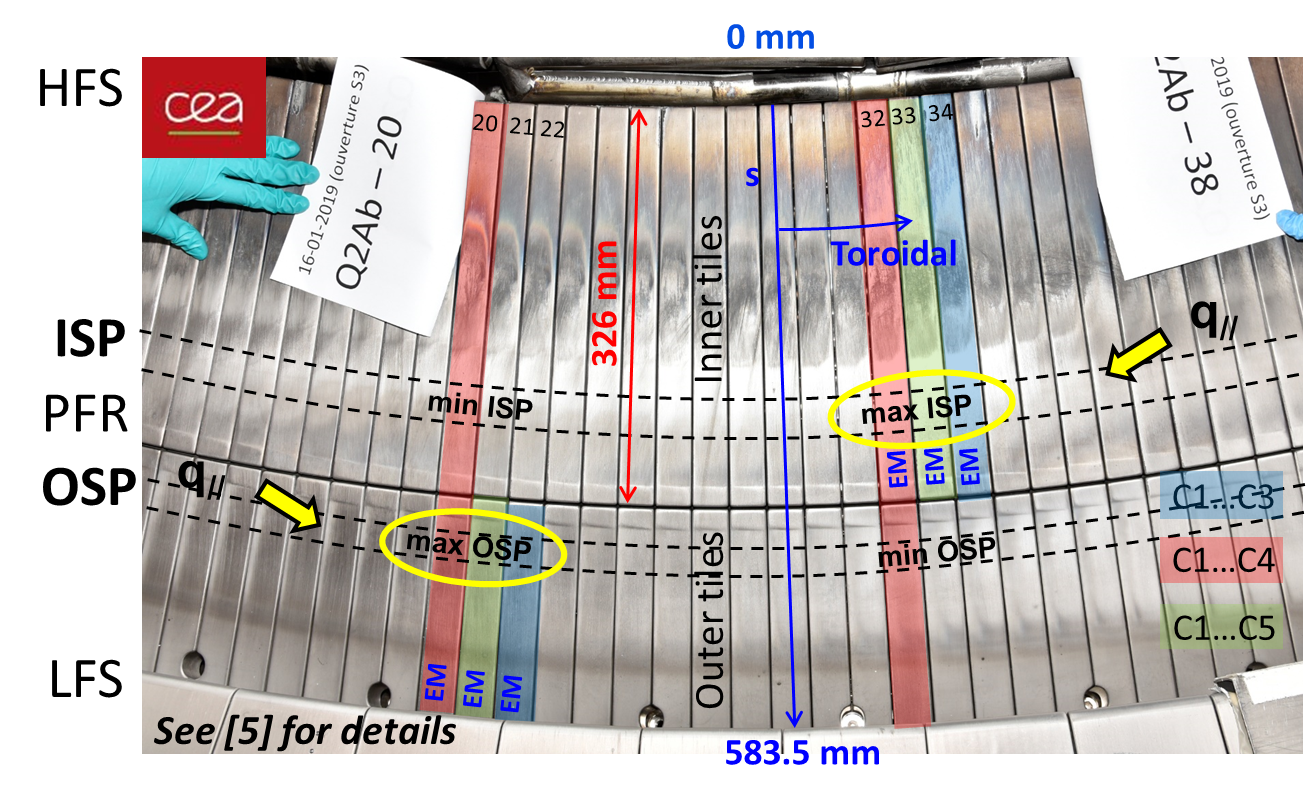 0 mm
HFS
cea
16-01-2019 (ouverture S3)
Q2Ab – 20
20 21 22
32 33 34
2Ab – 38
2019 (ouverture S3)
s
Toroidal
326 mm
Inner tiles
ISP
q//
min ISP
max ISP
PFR
EM EM EM
OSP
q//
C1...C3
max OSP
min OSP
C1...C4
Outer tiles
C1...C5
LFS
EM EM EM
See [5] for details
583.5 mm